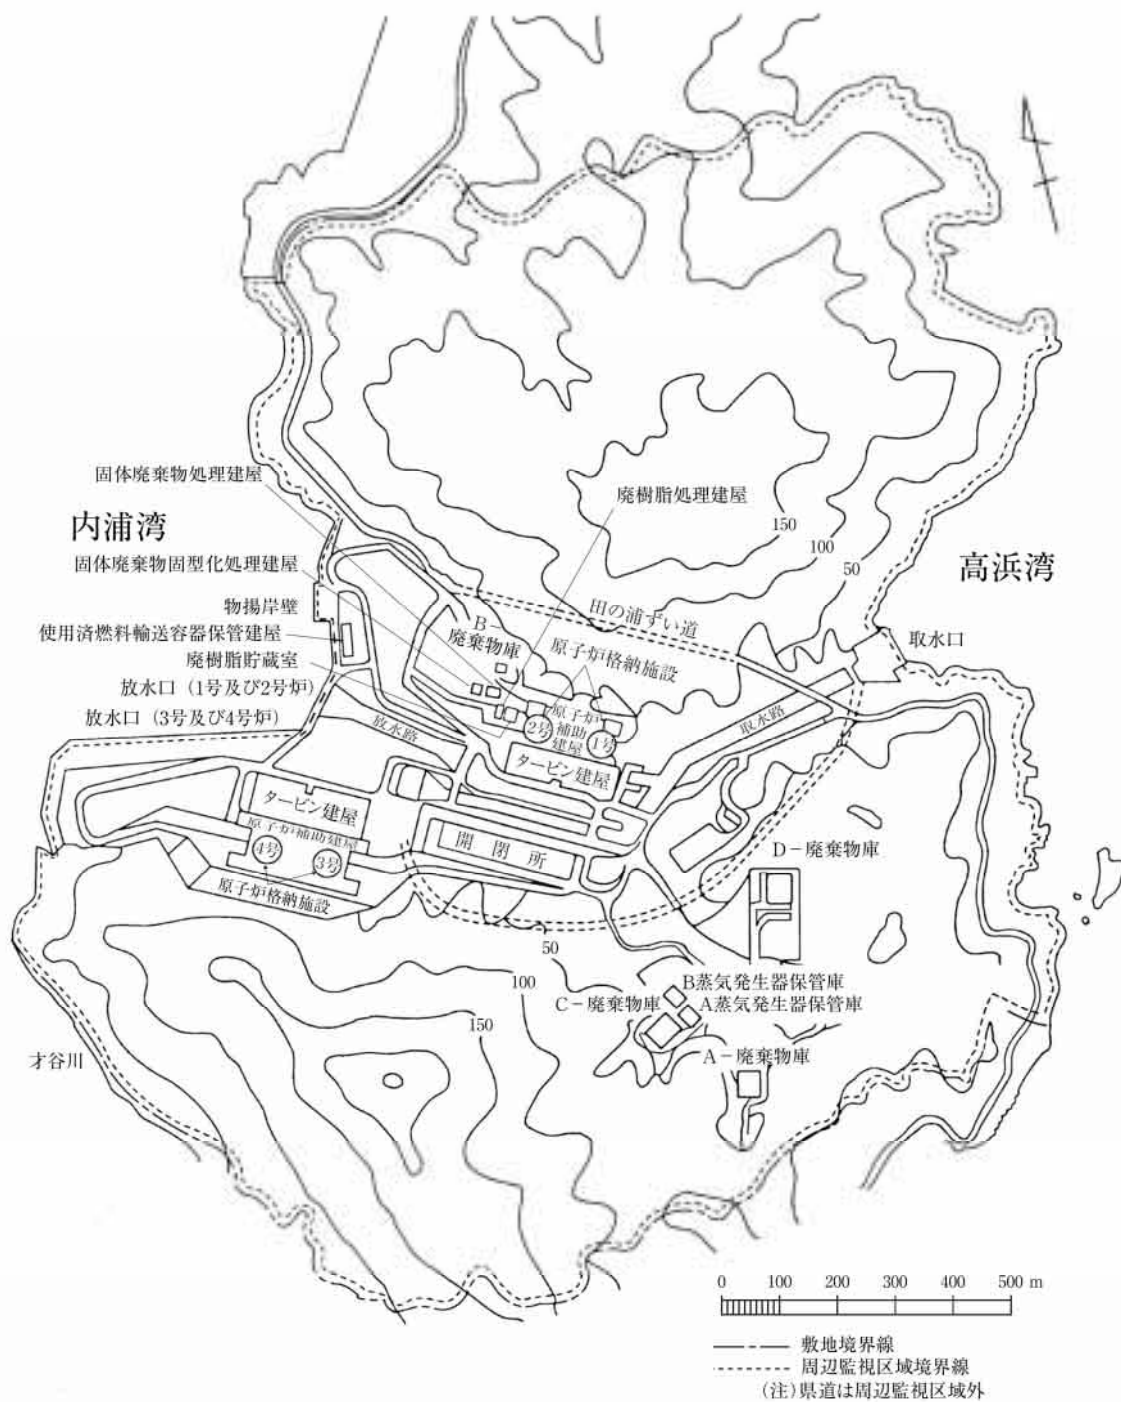 固体廃棄物処理建屋
廃樹脂処理建屋
内浦湾
150
100
50
高浜湾
固体廃棄物固型化処理建屋
物揚岸壁
使用済燃料輸送容器保管建屋
廃樹脂貯蔵室
放水口（1号及び2号炉）
放水口（3号及び4号炉）
田の浦ずい道
B－
廃棄物庫
原子炉格納施設
取水口
放水路
原子炉
補助
建屋
2号
1号
取水路
タービン建屋
タービン建屋
原子炉補助建屋
4号
3号
開閉所
原子炉格納施設
D－廃棄物庫
50
100
150
B蒸気発生器保管庫
C－廃棄物庫
A蒸気発生器保管庫
A－廃棄物庫
才谷川
0 100 200 300 400 500 m
敷地境界線
周辺監視区域境界線
（注）県道は周辺監視区域外